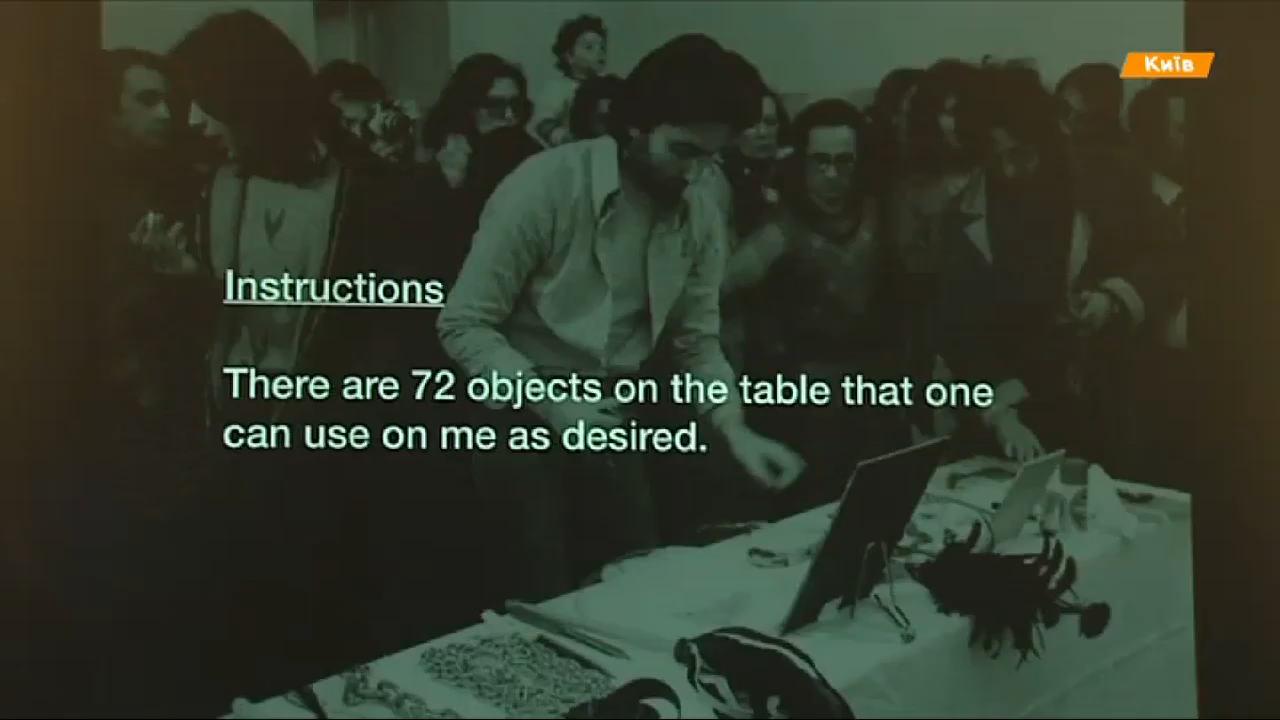 Київ
Instructions
There are 72 objects on the table that one
can use on me as desired.